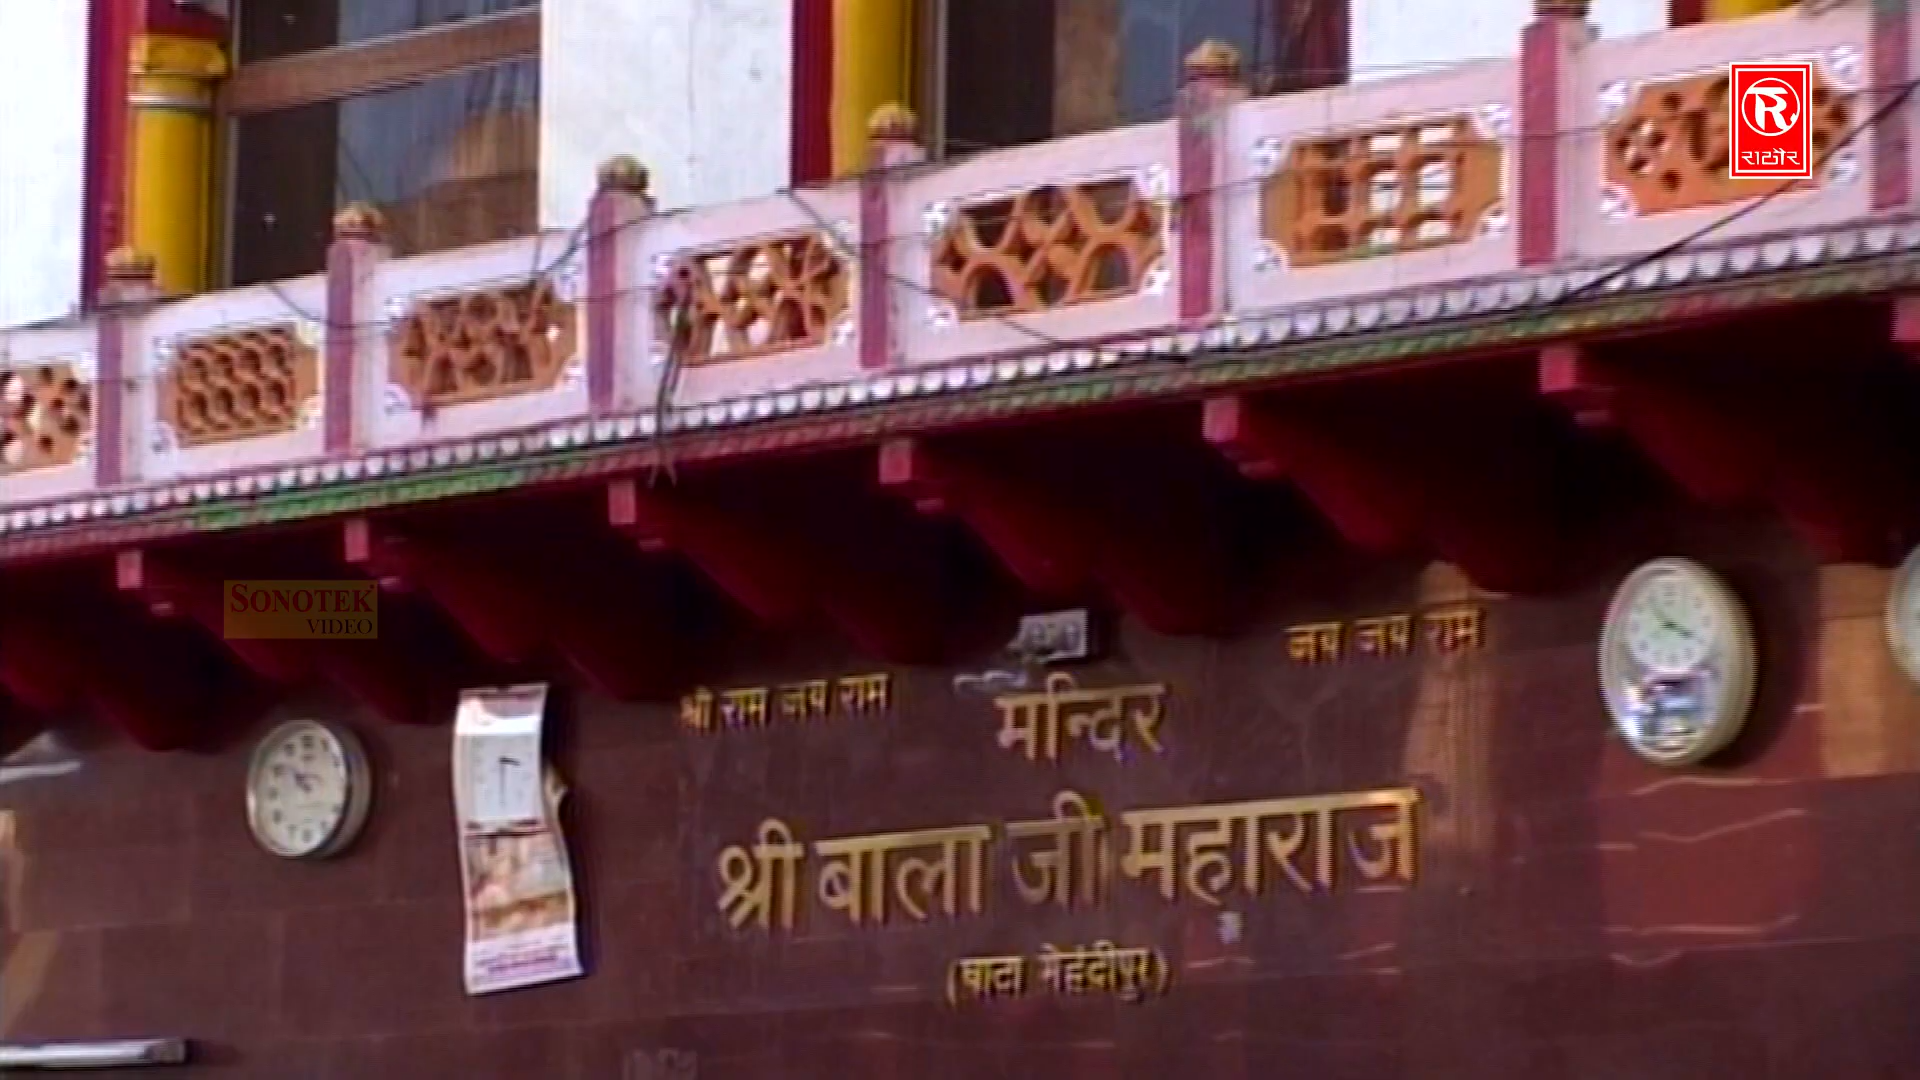 राठौर
SONOTEK
VIDEO
श्री राम जय राम
जय जय राम
मन्दिर
श्री बाला जी महाराज
(घाटा मेहंदीपुर)